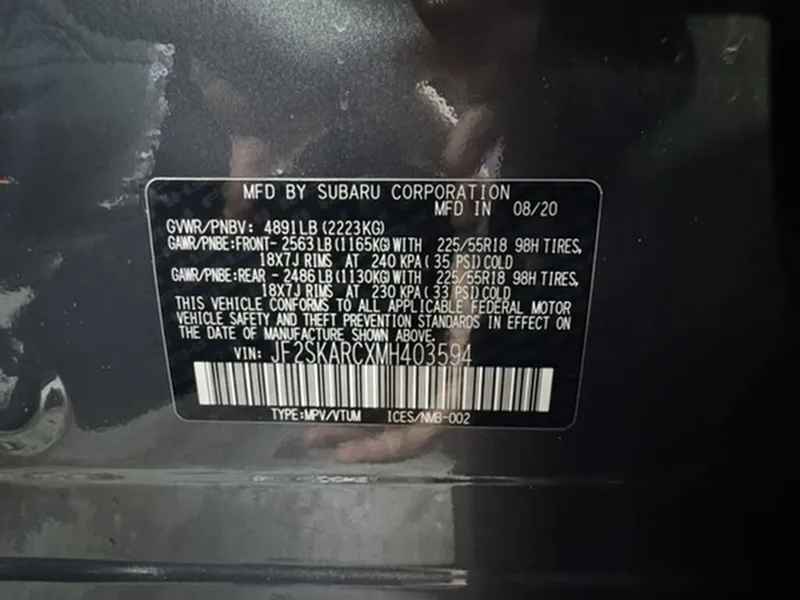 MFD BY SUBARU CORPORATION
MFD IN 08/20
GVWR/PNBV: 4891LB(2223KG)
GAWR/PNBE:FRONT-2563LB(1165KG)WITH 225/55R18 98H TIRES,
18X7J RIMS AT 240 KPA(35 PSI)COLD
GAWR/PNBE:REAR -2486LB(1130KG)WITH 225/55R18 98H TIRES,
18X7J RIMS AT 230 KPA(33 PSI)COLD
THIS VEHICLE CONFORMS TO ALL APPLICABLE FEDERAL MOTOR
VEHICLE SAFETY AND THEFT PREVENTION STANDARDS IN EFFECT ON
THE DATE OF MANUFACTURE SHOWN ABOVE.
VIN: JF2SKARCXMH403594
TYPE:MPV/VTUM ICES/NMB-002